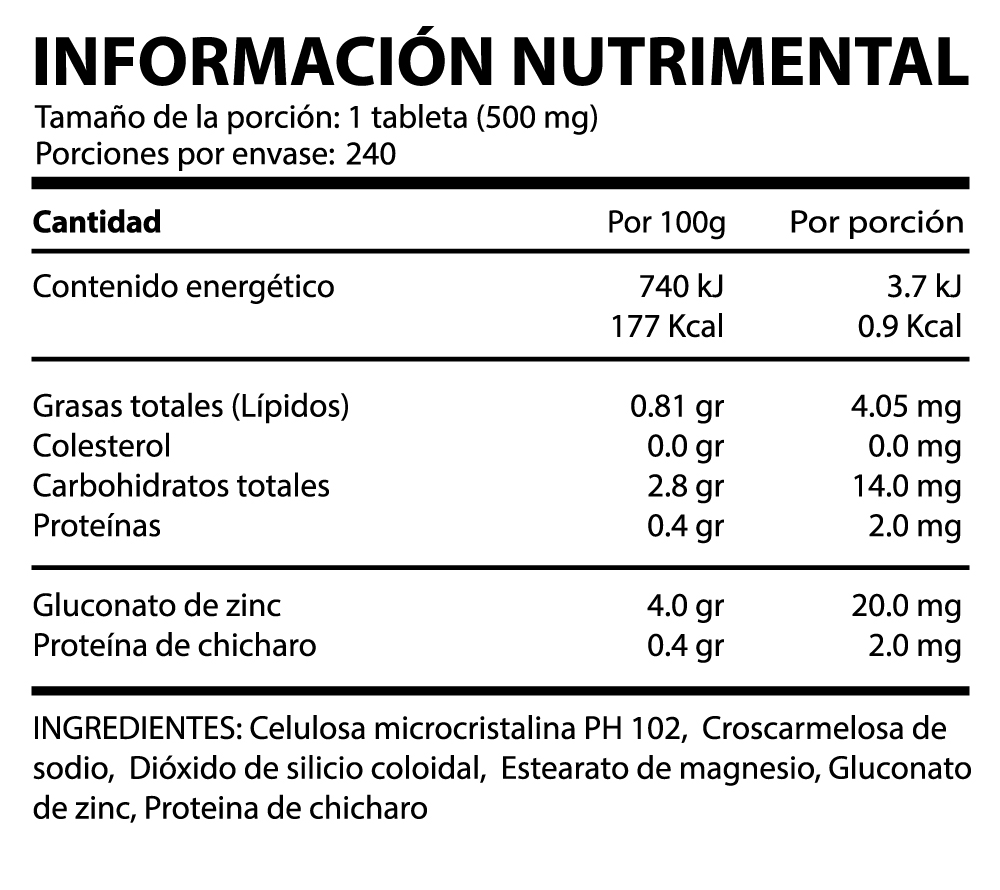 INFORMACIÓN NUTRIMENTAL
Tamaño de la porción: 1 tableta (500 mg)
Porciones por envase: 240
Cantidad Por 100g Por porción
Contenido energético 740 kJ 3.7 kJ
177 Kcal 0.9 Kcal
Grasas totales (Lípidos) 0.81 gr 4.05 mg
Colesterol 0.0 gr 0.0 mg
Carbohidratos totales 2.8 gr 14.0 mg
Proteínas 0.4 gr 2.0 mg
Gluconato de zinc 4.0 gr 20.0 mg
Proteína de chicharo 0.4 gr 2.0 mg
INGREDIENTES: Celulosa microcristalina PH 102, Croscarmelosa de
sodio, Dióxido de silicio coloidal, Estearato de magnesio, Gluconato
de zinc, Proteina de chicharo